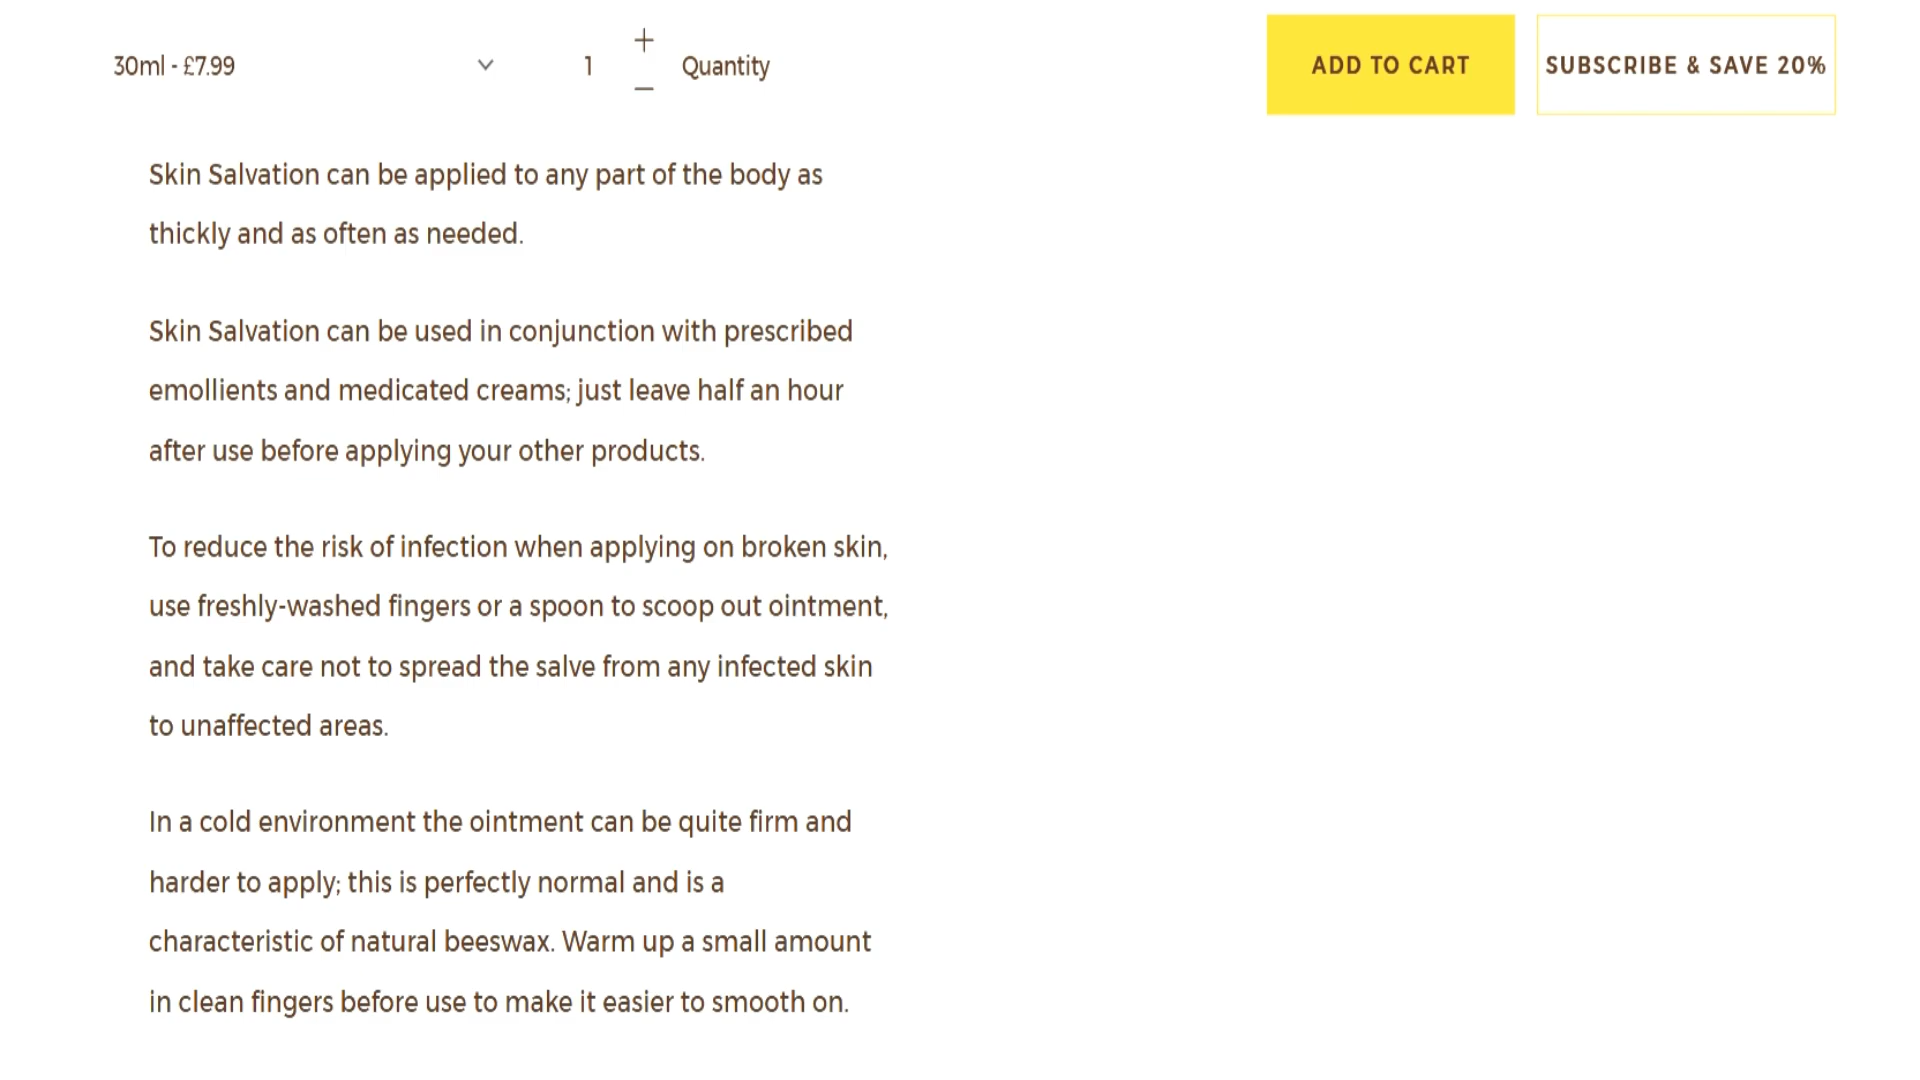 30ml - £7.99
1
+
−
Quantity
ADD TO CART
SUBSCRIBE & SAVE 20%
Skin Salvation can be applied to any part of the body as
thickly and as often as needed.
Skin Salvation can be used in conjunction with prescribed
emollients and medicated creams; just leave half an hour
after use before applying your other products.
To reduce the risk of infection when applying on broken skin,
use freshly-washed fingers or a spoon to scoop out ointment,
and take care not to spread the salve from any infected skin
to unaffected areas.
In a cold environment the ointment can be quite firm and
harder to apply; this is perfectly normal and is a
characteristic of natural beeswax. Warm up a small amount
in clean fingers before use to make it easier to smooth on.